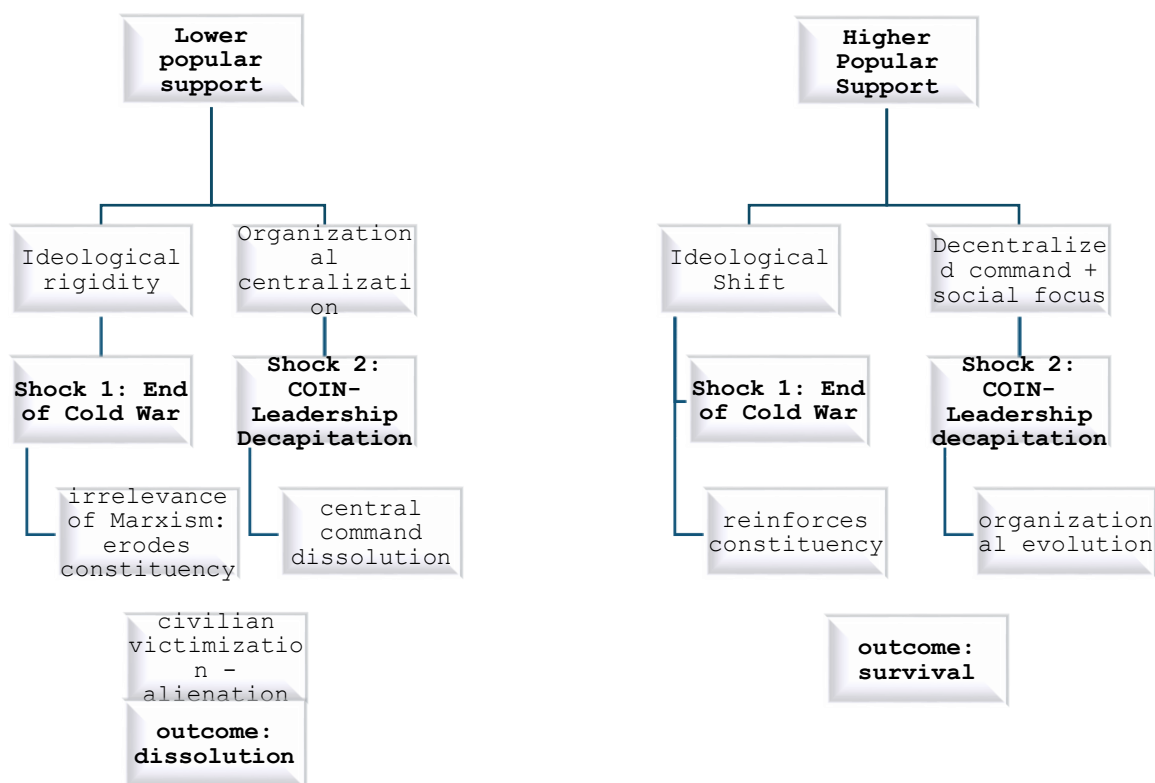 Lower
popular
support
Ideological
rigidity
Organization
al
centralizati
on
Shock 1: End
of Cold War
Shock 2:
COIN-
Leadership
Decapitation
irrelevance
of Marxism:
erodes
constituency
central
command
dissolution
civilian
victimizatio
n -
alienation
outcome:
dissolution
Higher
Popular
Support
Ideological
Shift
Decentralize
d command +
social focus
Shock 1: End
of Cold War
Shock 2:
COIN-
Leadership
decapitation
reinforces
constituency
organization
al evolution
outcome:
survival